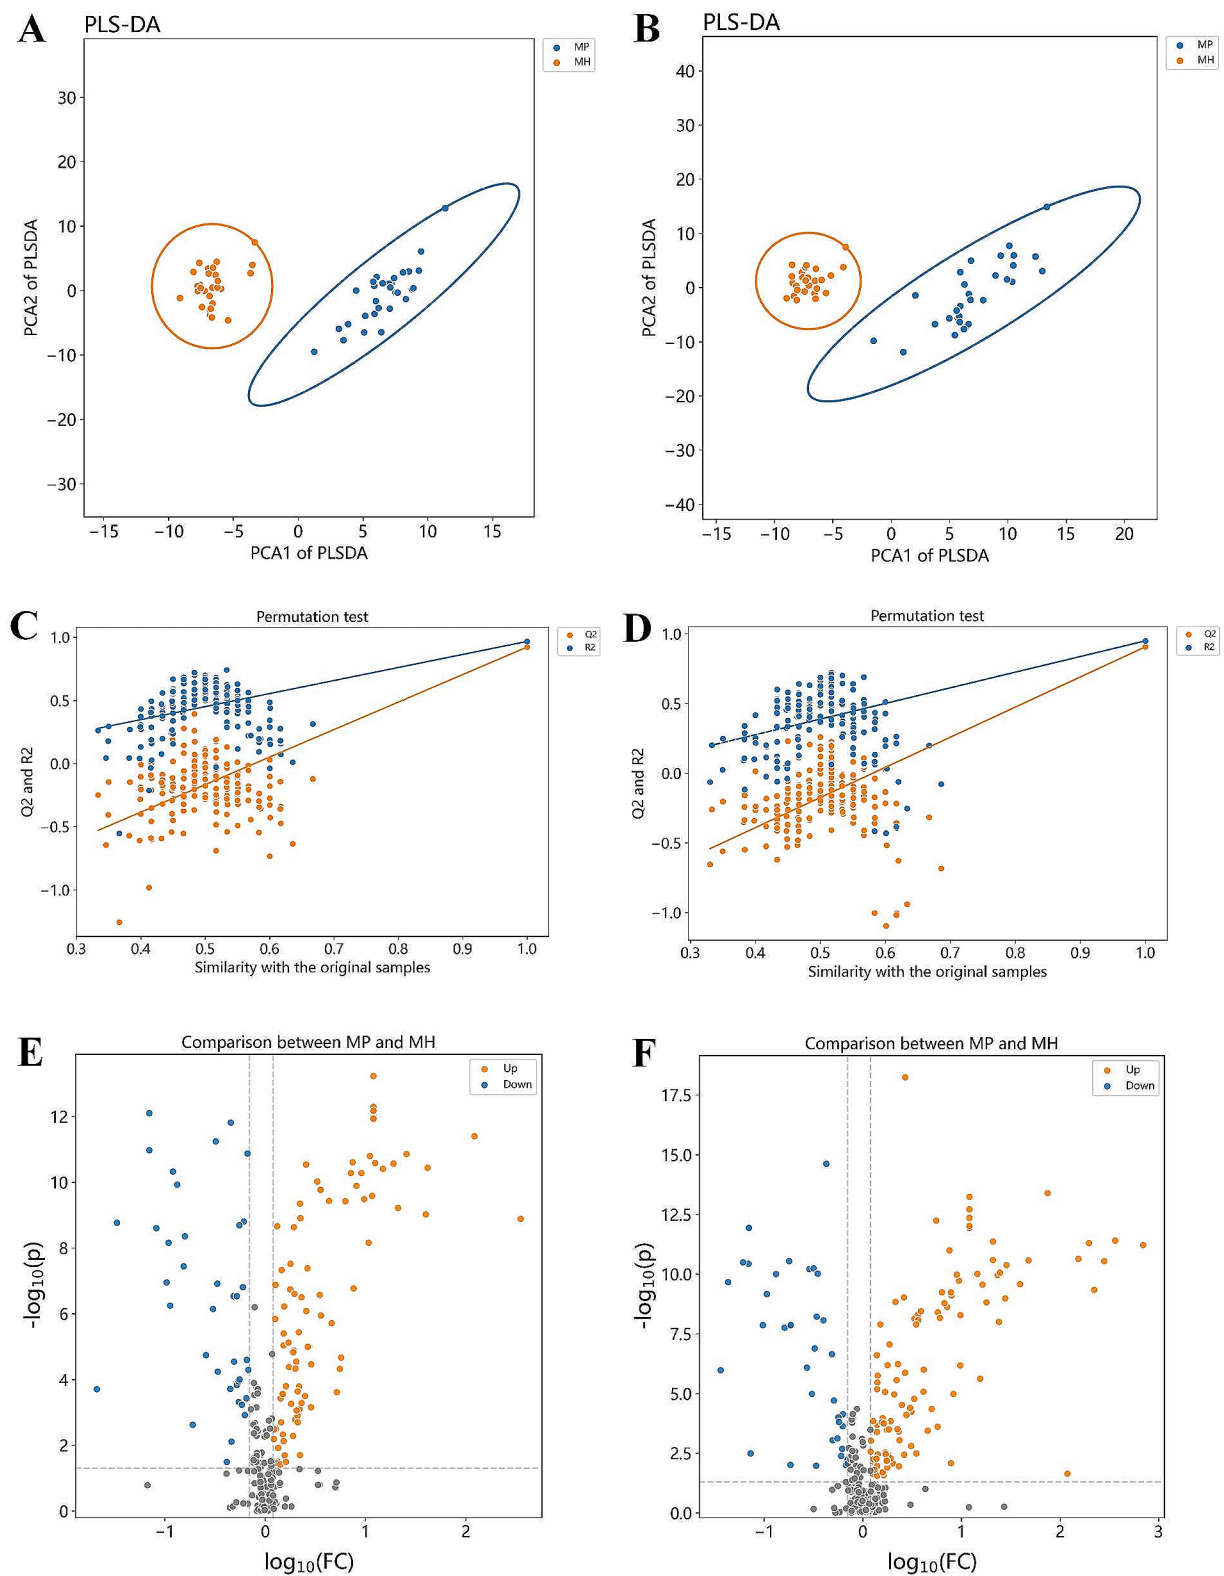 A
PLS-DA
MP
MH
30
20
10
0
−10
−20
−30
PCA2 of PLSDA
−15
−10
−5
0
5
10
15
PCA1 of PLSDA
B
PLS-DA
MP
MH
40
30
20
10
0
−10
−20
−30
−40
PCA2 of PLSDA
−15
−10
−5
0
5
10
15
20
PCA1 of PLSDA
C
Permutation test
Q2
R2
1.0
0.5
0.0
−0.5
−1.0
Q2 and R2
0.3
0.4
0.5
0.6
0.7
0.8
0.9
1.0
Similarity with the original samples
D
Permutation test
Q2
R2
1.0
0.5
0.0
−0.5
−1.0
Q2 and R2
0.3
0.4
0.5
0.6
0.7
0.8
0.9
1.0
Similarity with the original samples
E
Comparison between MP and MH
Up
Down
12
10
8
6
4
2
0
-log10(p)
−1
0
1
2
log10(FC)
F
Comparison between MP and MH
Up
Down
17.5
15.0
12.5
10.0
7.5
5.0
2.5
0.0
-log10(p)
−1
0
1
2
3
log10(FC)